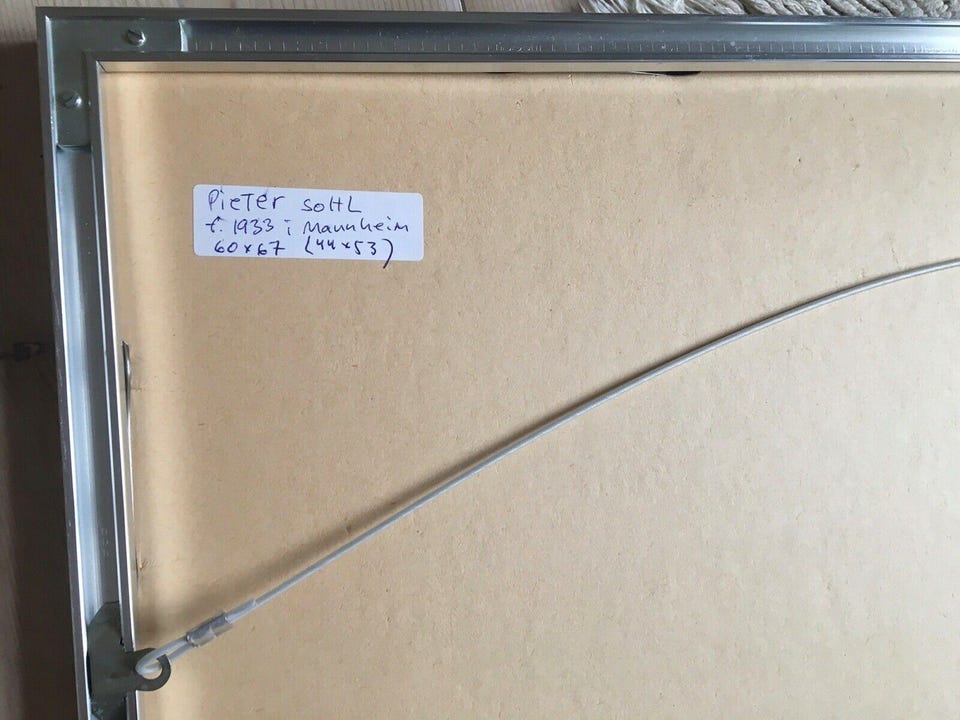 Pieter SOHL
f. 1933 i Mannheim
60x67 (44x53)